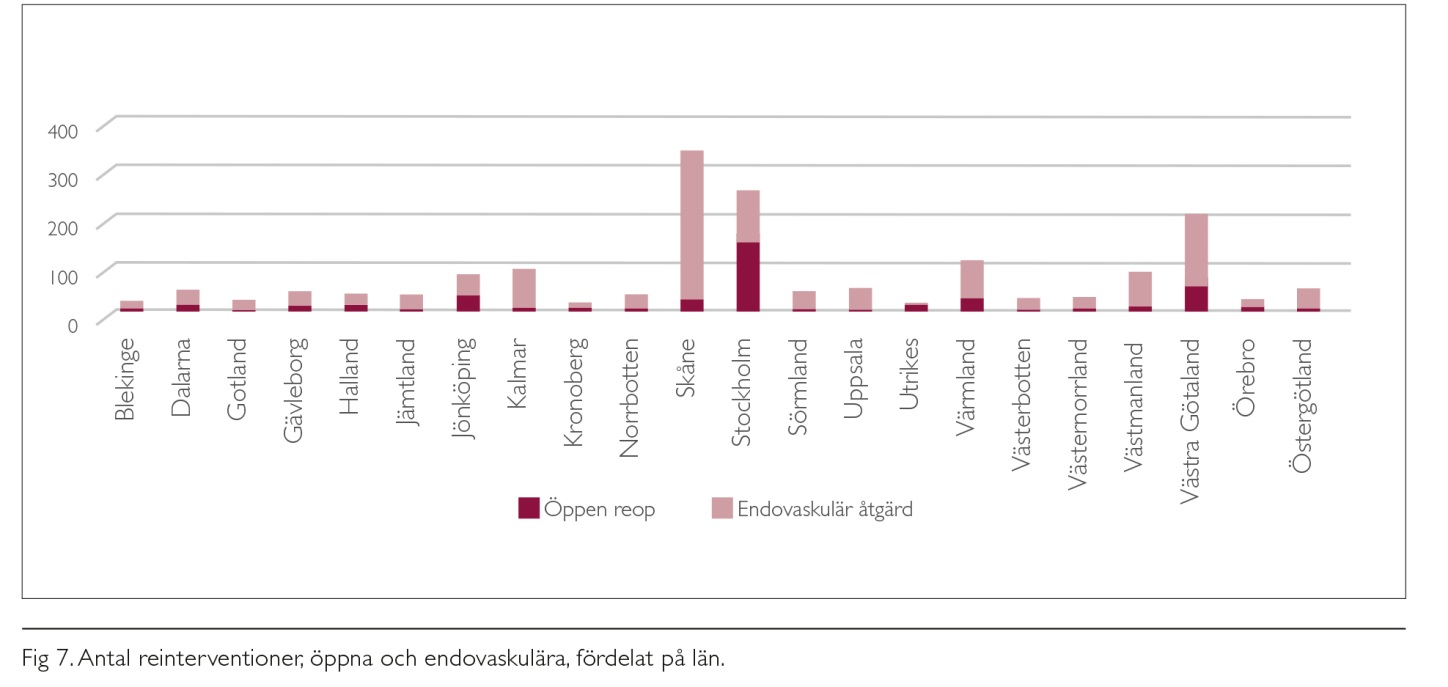 400
300
200
100
0
Blekinge
Dalarna
Gotland
Gävleborg
Halland
Jämtland
Jönköping
Kalmar
Kronoberg
Norrbotten
Skåne
Stockholm
Sörmland
Uppsala
Utrikes
Värmland
Västerbotten
Västernorrland
Västmanland
Västra Götaland
Örebro
Östergötland
Öppen reop
Endovaskulär åtgärd
Fig 7. Antal reinterventioner, öppna och endovaskulära, fördelat på län.